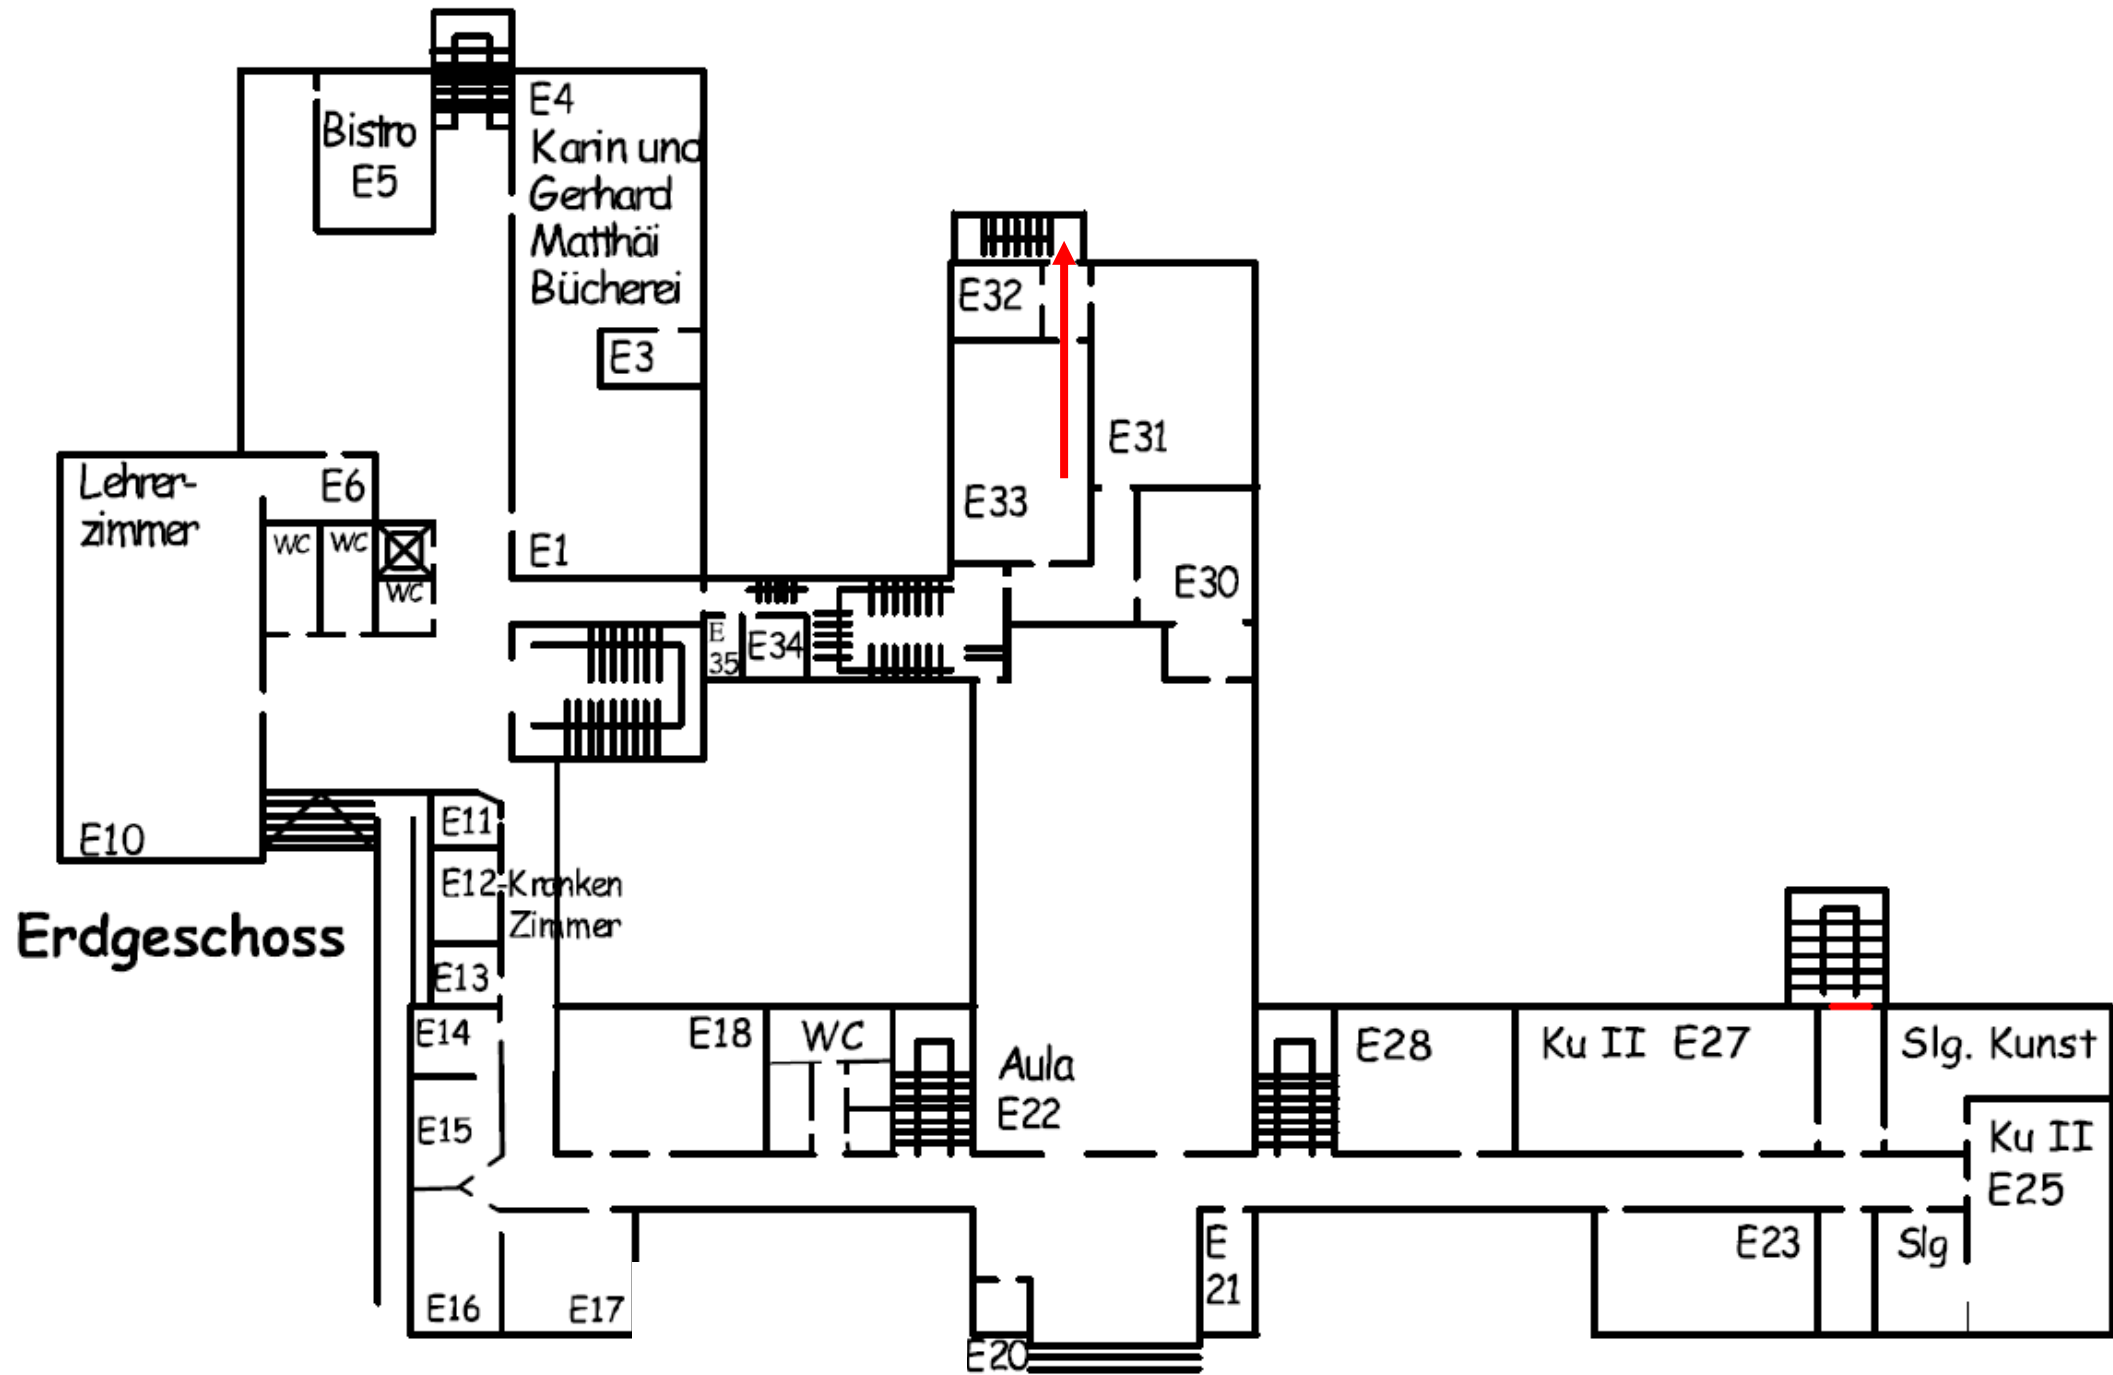 E4
Karin und
Gerhard
Matthäi
Bücherei
Bistro
E5
E32
E3
E31
Lehrer-
zimmer
E6
E33
WC
WC
WC
E1
E30
E
35
E34
E11
E10
E12-Kranken
Zimmer
Erdgeschoss
E13
E14
E18
WC
Aula
E22
E28
Ku II E27
Slg. Kunst
E15
Ku II
E25
E
21
E23
Slg
E16
E17
E20